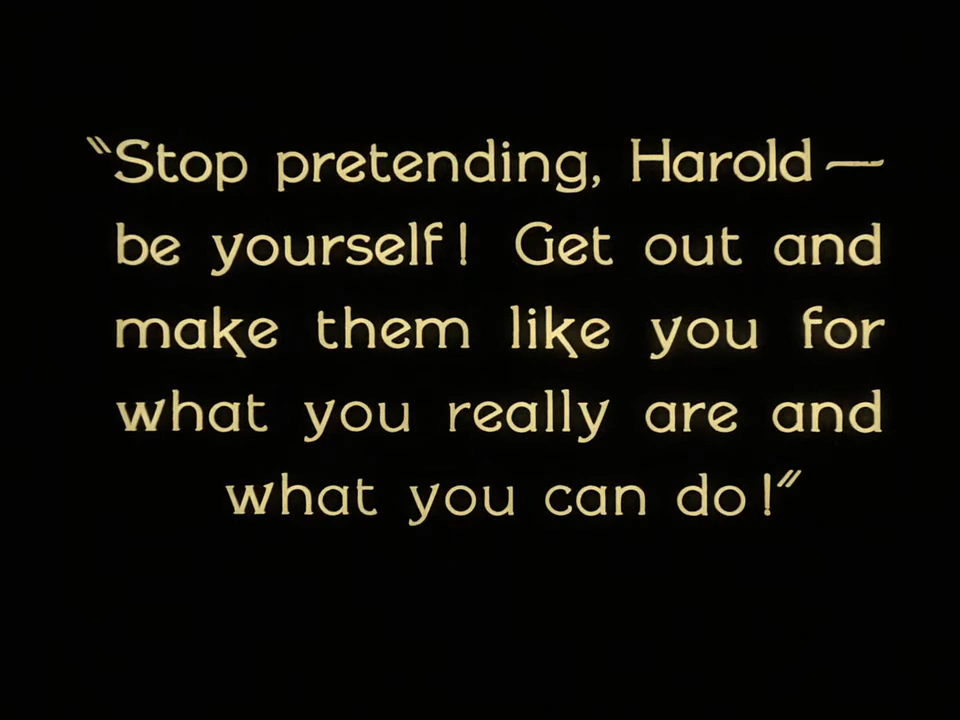 "Stop pretending, Harold—
be yourself! Get out and
make them like you for
what you really are and
what you can do!"